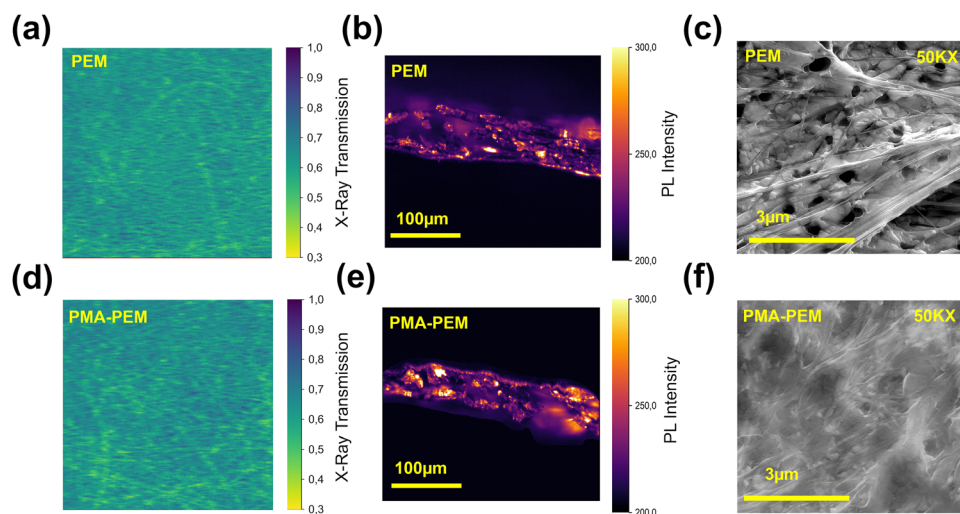 (a)
PEM
1,0
0,9
0,8
0,7
0,6
0,5
0,4
0,3
X-Ray Transmission
(b)
PEM
100µm
300,0
250,0
200,0
PL Intensity
(c)
PEM 50KX
3µm
(d)
PMA-PEM
1,0
0,9
0,8
0,7
0,6
0,5
0,4
0,3
X-Ray Transmission
(e)
PMA-PEM
100µm
300,0
250,0
200,0
PL Intensity
(f)
PMA-PEM 50KX
3µm